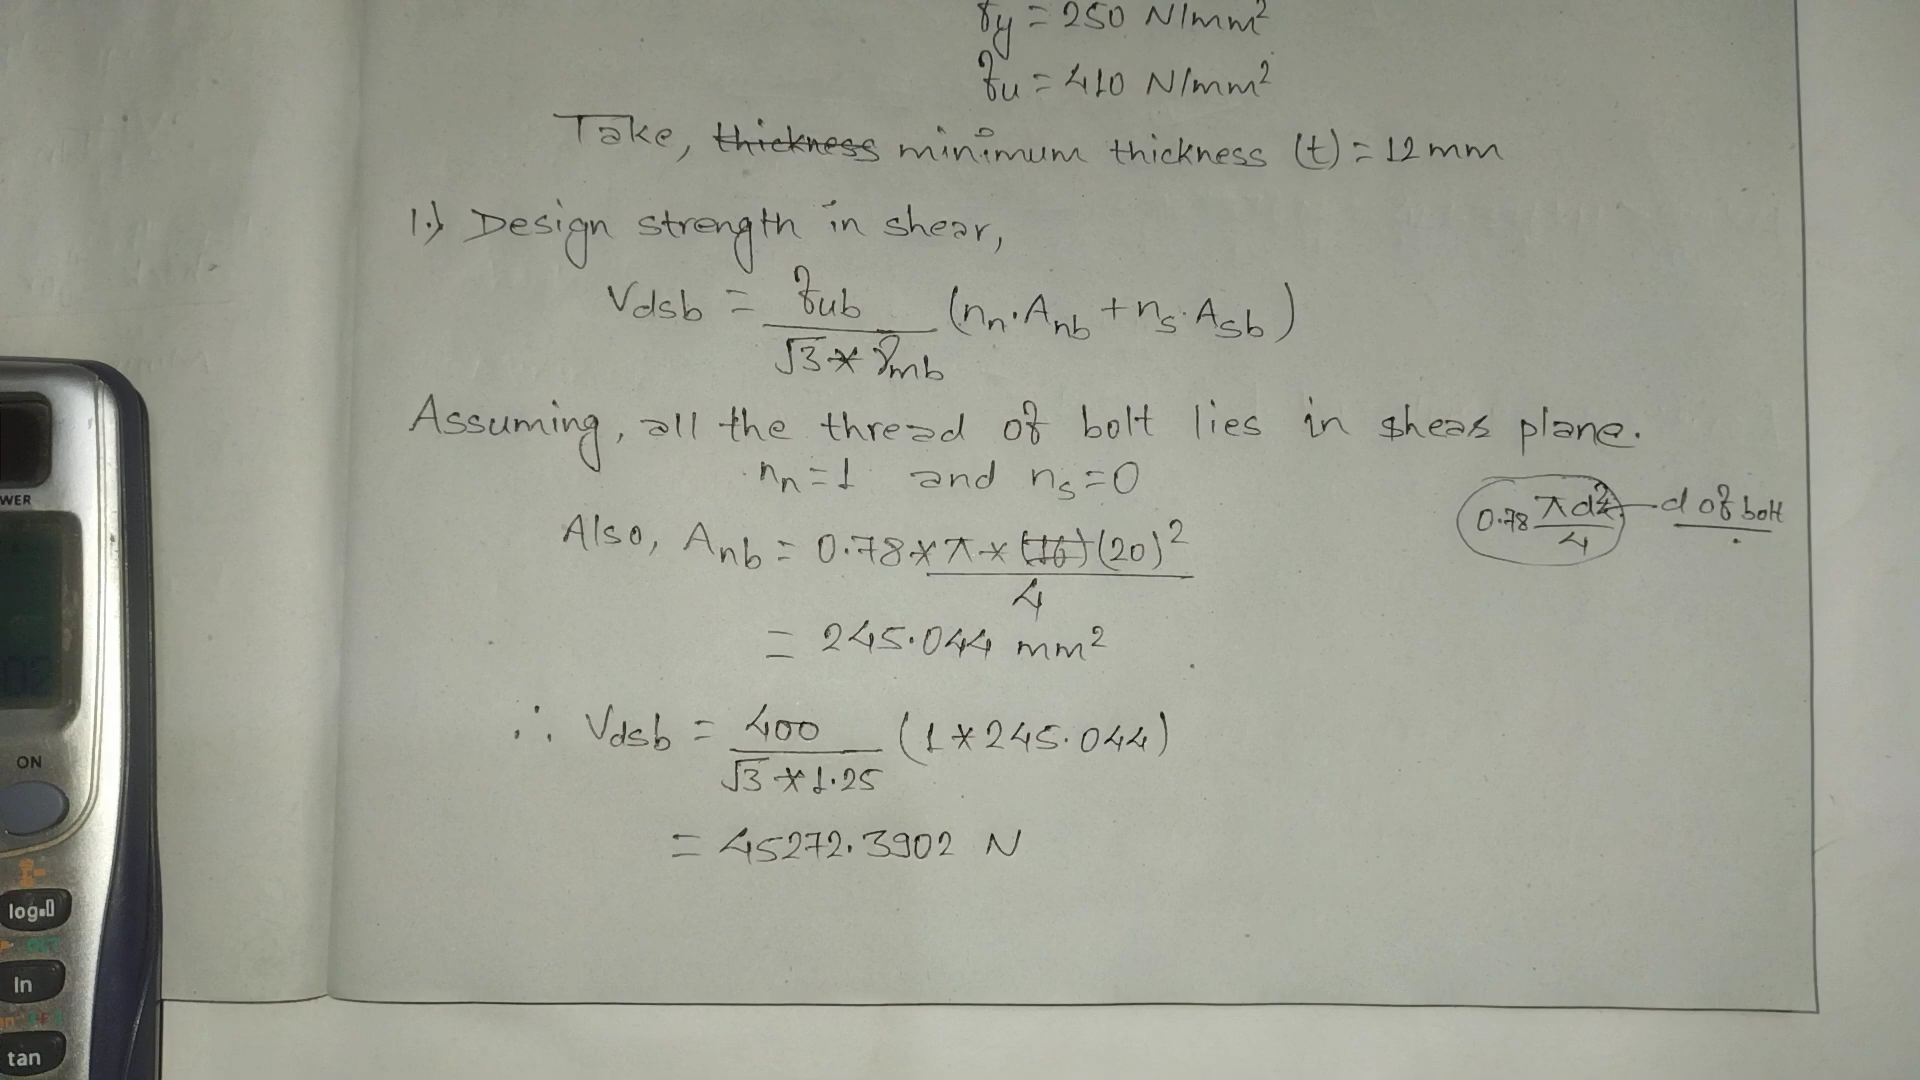 fy = 250 N/mm²
fu = 410 N/mm²
Take, thickness minimum thickness (t) = 12 mm
1.) Design strength in shear,
Vdsb = fub / √3 * γmb (nn·Anb + ns·Asb)
Assuming, all the thread of bolt lies in shear plane.
nn = 1 and ns = 0
Also, Anb = 0.78 * π * (16) (20)² / 4
0.78 πd² / 4 d of bolt
= 245.044 mm²
∴ Vdsb = 400 / √3 * 1.25 (1 * 245.044)
= 45272.3902 N
WER
ON
log
ln
tan